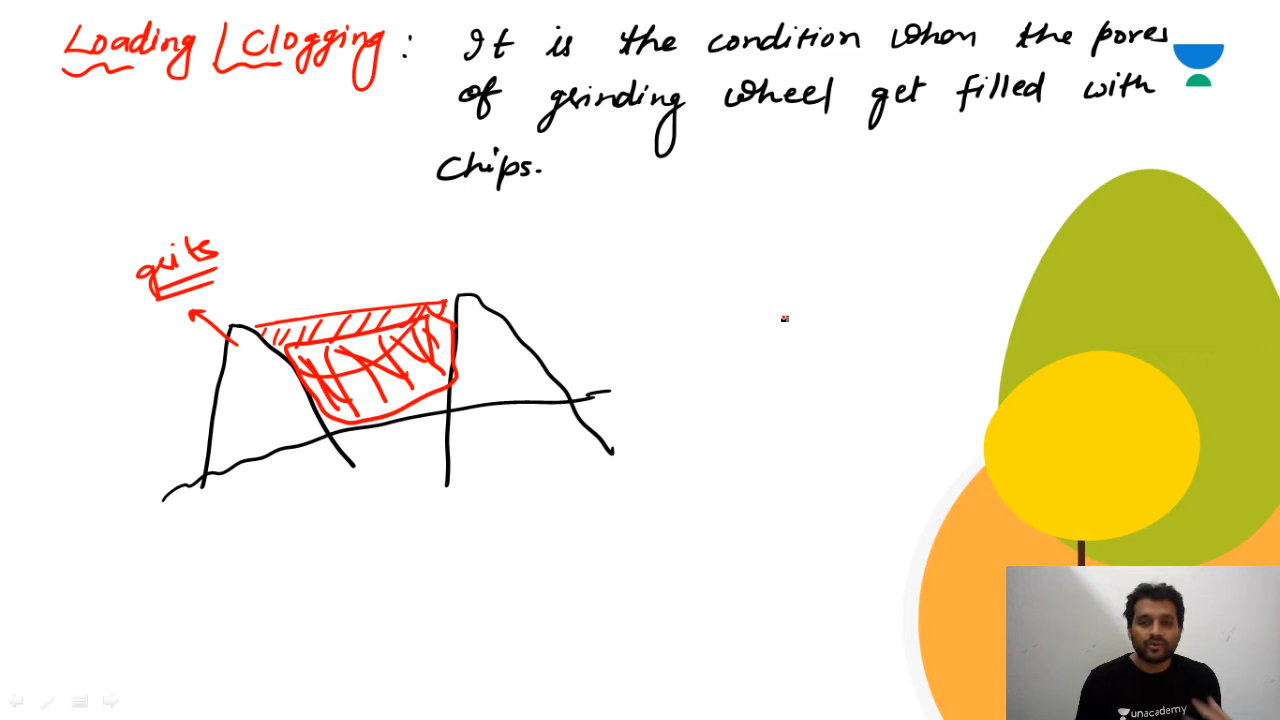 Loading / Clogging : It is the condition when the pores
of grinding wheel get filled with
chips.
grits
unacademy